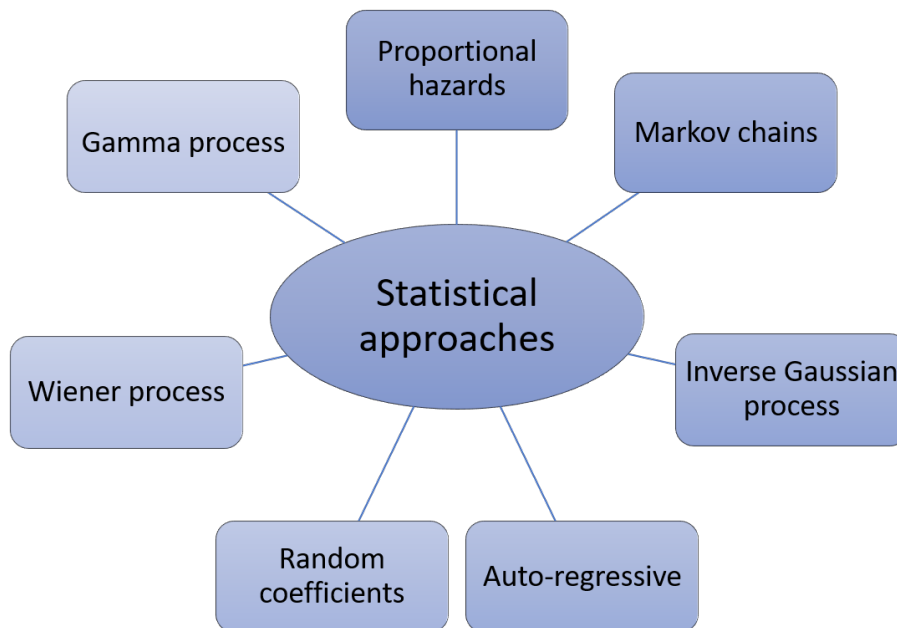 Proportional
hazards
Gamma process
Markov chains
Statistical
approaches
Wiener process
Inverse Gaussian
process
Random
coefficients
Auto-regressive